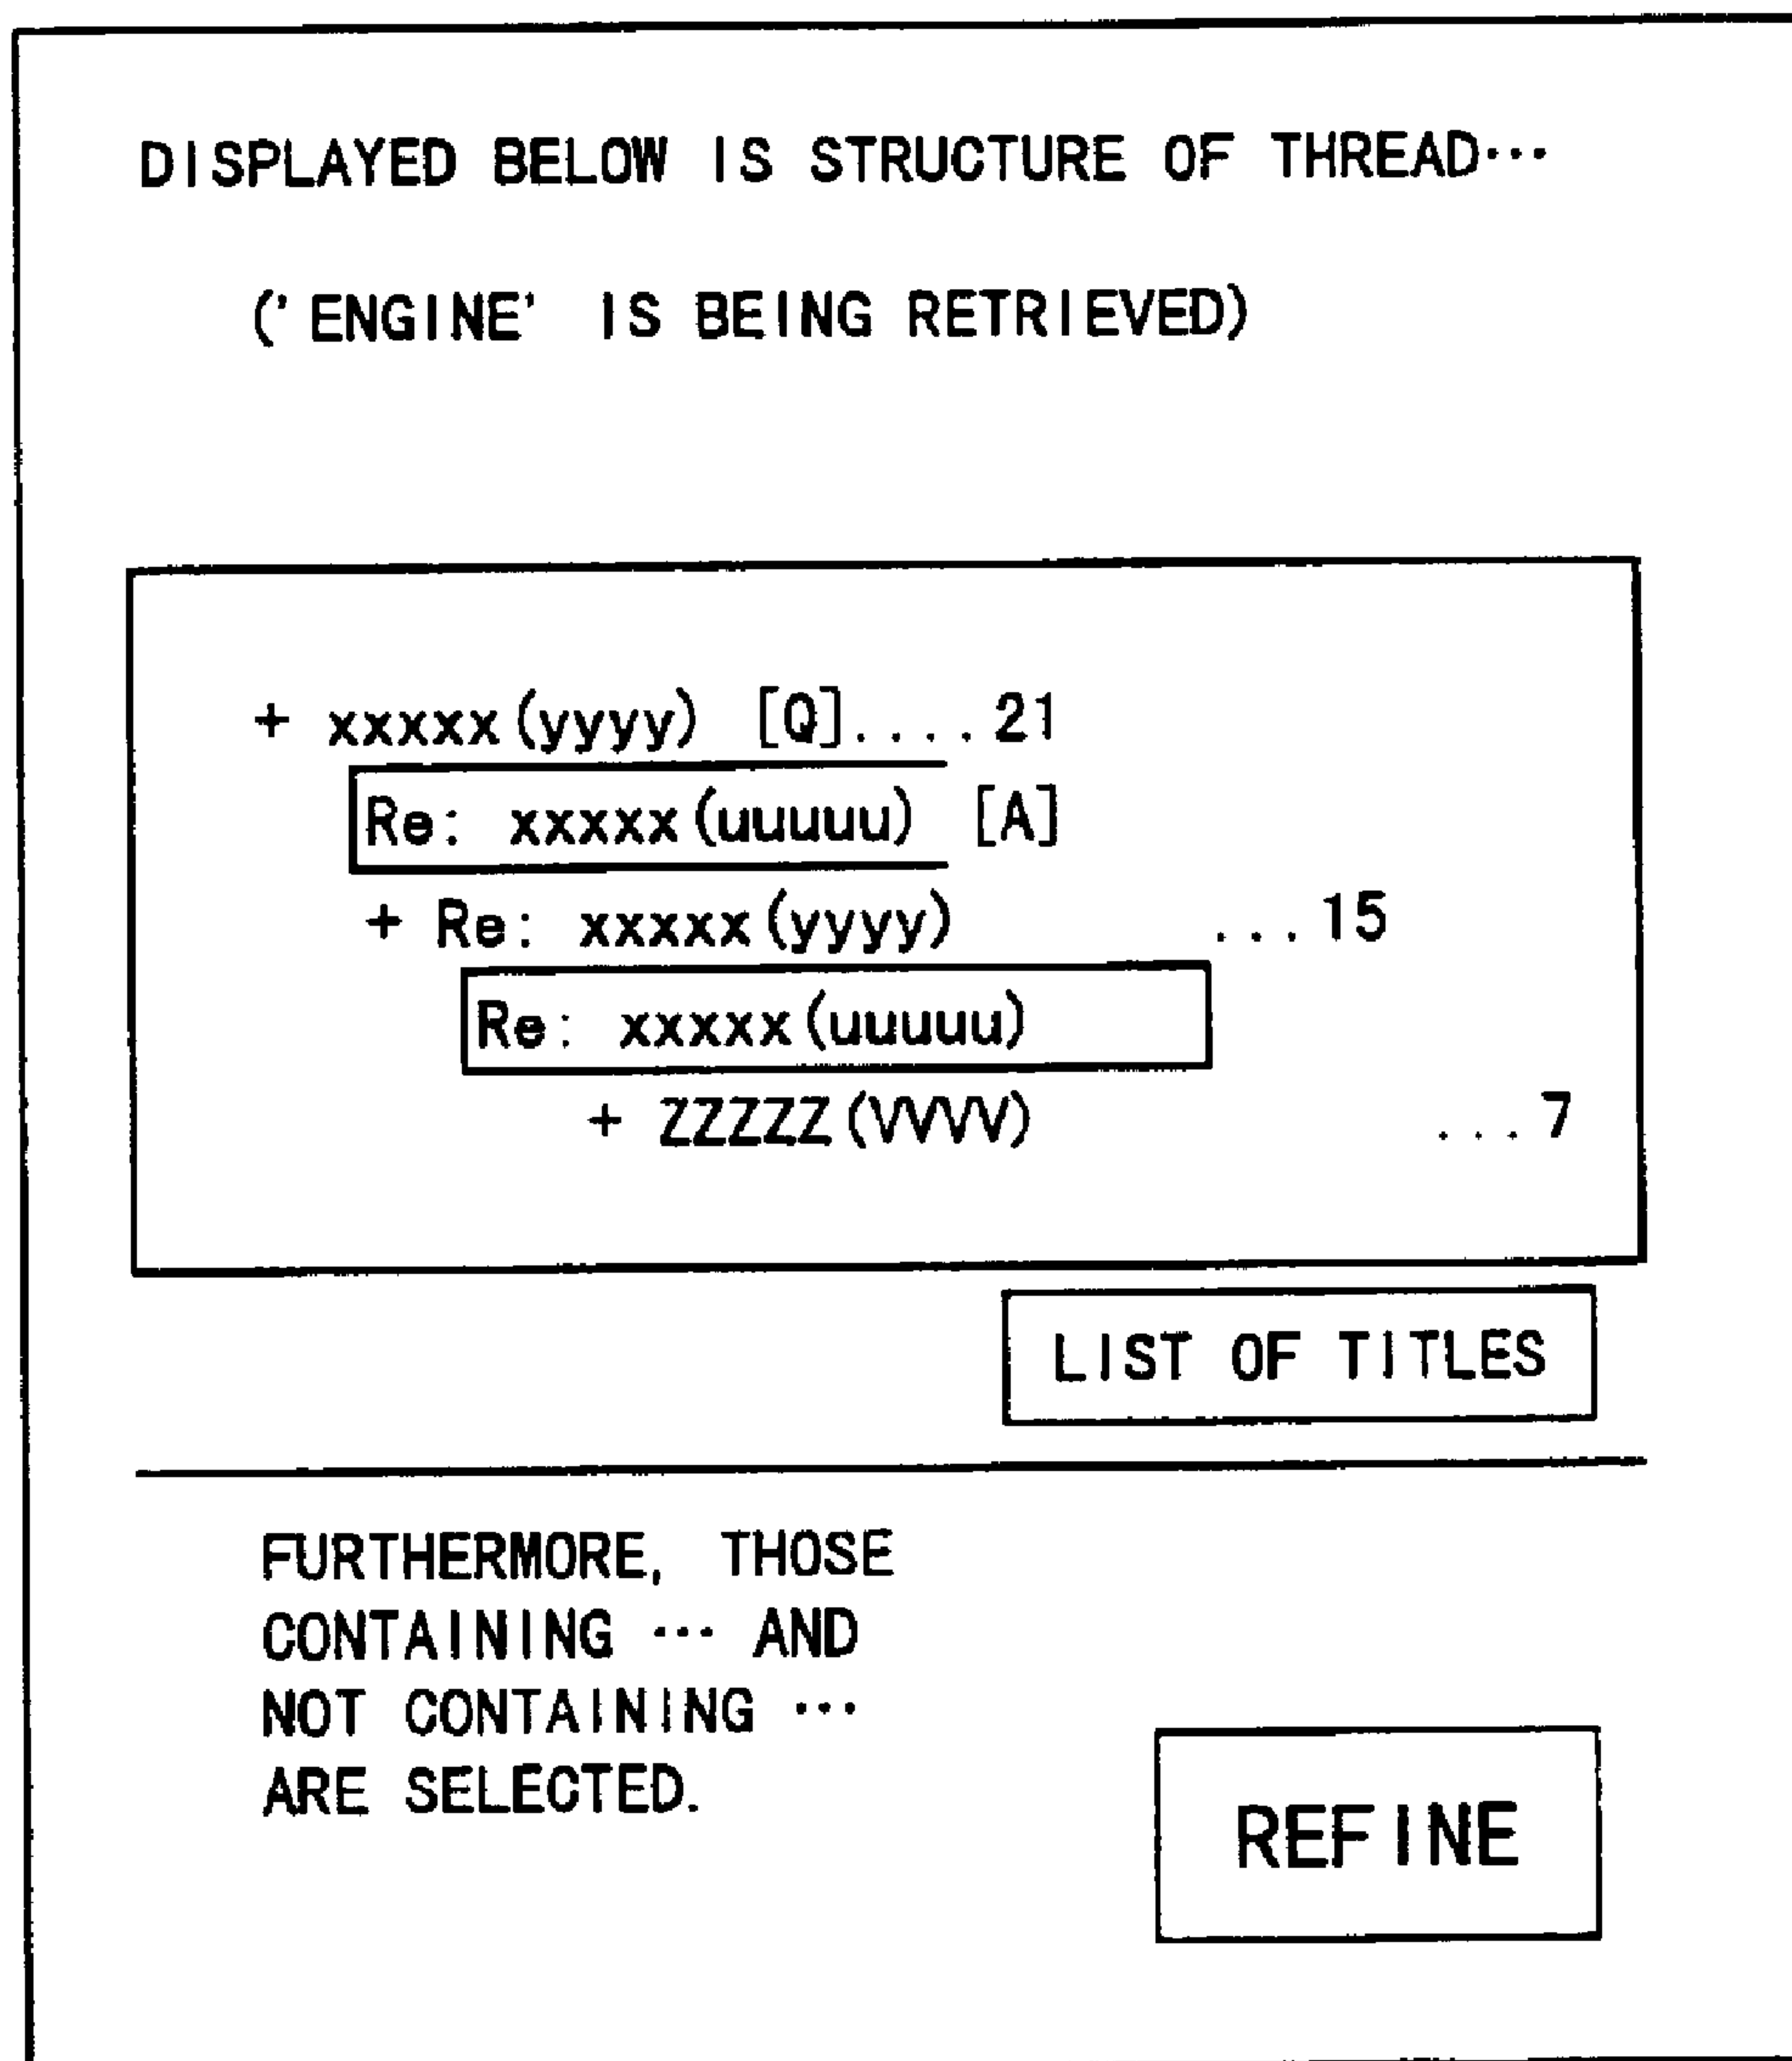 DISPLAYED BELOW IS STRUCTURE OF THREAD···
('ENGINE' IS BEING RETRIEVED)
+ xxxxx(yyyy) [Q]....21
Re: xxxxx(uuuuu) [A]
+ Re: xxxxx(yyyy) ...15
Re: xxxxx(uuuuu)
+ ZZZZZ(VVVV) ...7
LIST OF TITLES
FURTHERMORE, THOSE
CONTAINING ··· AND
NOT CONTAINING ···
ARE SELECTED.
REFINE